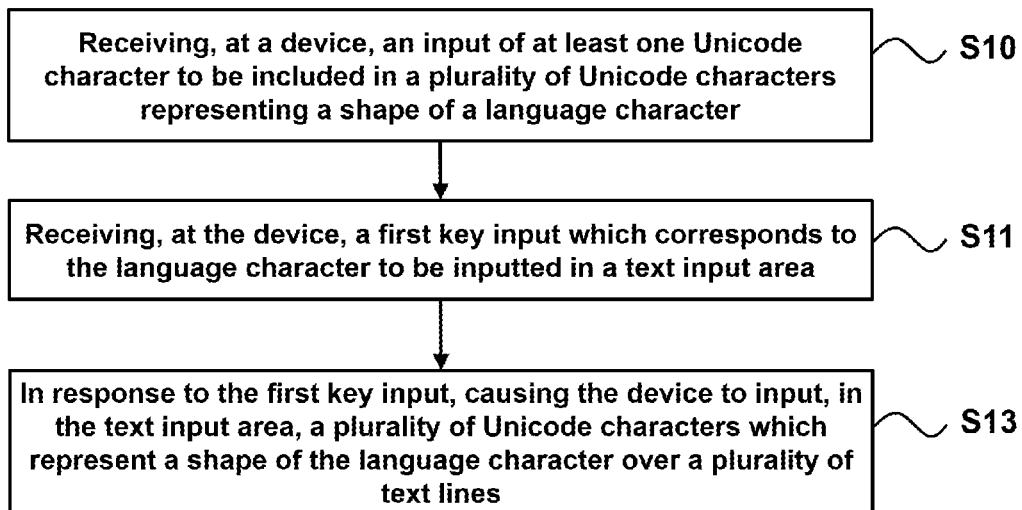 Receiving, at a device, an input of at least one Unicode
character to be included in a plurality of Unicode characters
representing a shape of a language character
S10
Receiving, at the device, a first key input which corresponds to
the language character to be inputted in a text input area
S11
In response to the first key input, causing the device to input, in
the text input area, a plurality of Unicode characters which
represent a shape of the language character over a plurality of
text lines
S13